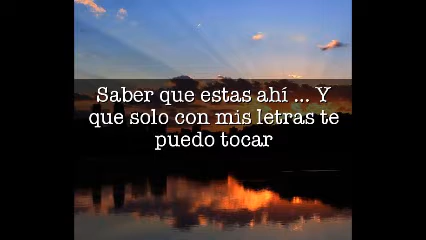 Saber que estas ahí ... Y
que solo con mis letras te
puedo tocar